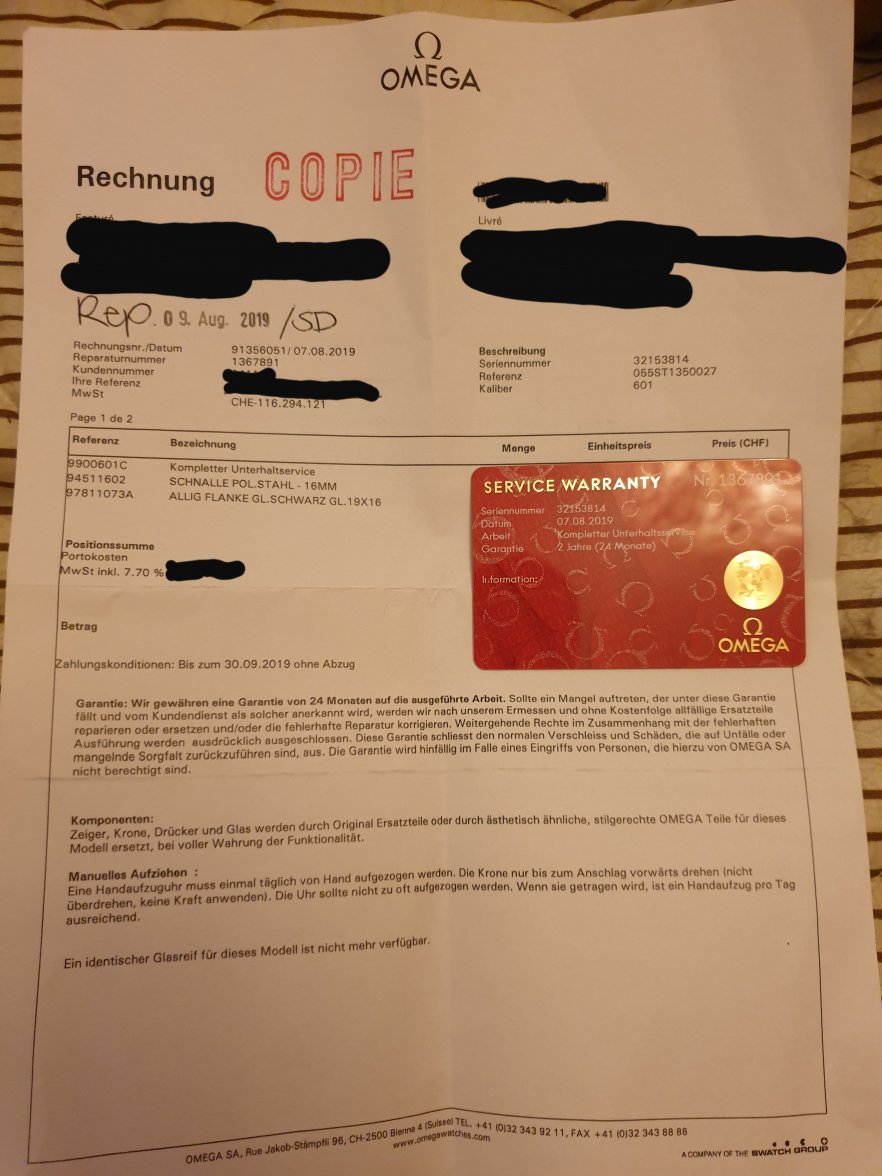 Ω
OMEGA
Rechnung
COPIE
Livré
Rep. 09. Aug. 2019 /SD
Rechnungsnr./Datum 91356051/ 07.08.2019
Reparaturnummer 1367891
Kundennummer
Ihre Referenz
MwSt CHE-116.294.121
Beschreibung
Seriennummer 32153814
Referenz 055ST1350027
Kaliber 601
Page 1 de 2
Referenz Bezeichnung Menge Einheitspreis Preis (CHF)
9900601C Kompletter Unterhaltservice
94511602 SCHNALLE POL.STAHL - 16MM
97811073A ALLIG FLANKE GL.SCHWARZ GL.19X16
SERVICE WARRANTY Nr. 1367891
Seriennummer 32153814
Datum 07.08.2019
Arbeit Kompletter Unterhaltsservice
Garantie 2 Jahre (24 Monate)
Information:
Ω
OMEGA
Positionssumme
Portokosten
MwSt inkl. 7.70 %
Betrag
Zahlungskonditionen: Bis zum 30.09.2019 ohne Abzug
Garantie: Wir gewähren eine Garantie von 24 Monaten auf die ausgeführte Arbeit. Sollte ein Mangel auftreten, der unter diese Garantie
fällt und vom Kundendienst als solcher anerkannt wird, werden wir nach unserem Ermessen und ohne Kostenfolge allfällige Ersatzteile
reparieren oder ersetzen und/oder die fehlerhafte Reparatur korrigieren. Weitergehende Rechte im Zusammenhang mit der fehlerhaften
Ausführung werden ausdrücklich ausgeschlossen. Diese Garantie schliesst den normalen Verschleiss und Schäden, die auf Unfälle oder
mangelnde Sorgfalt zurückzuführen sind, aus. Die Garantie wird hinfällig im Falle eines Eingriffs von Personen, die hierzu von OMEGA SA
nicht berechtigt sind.
Komponenten:
Zeiger, Krone, Drücker und Glas werden durch Original Ersatzteile oder durch ästhetisch ähnliche, stilgerechte OMEGA Teile für dieses
Modell ersetzt, bei voller Wahrung der Funktionalität.
Manuelles Aufziehen :
Eine Handaufzuguhr muss einmal täglich von Hand aufgezogen werden. Die Krone nur bis zum Anschlag vorwärts drehen (nicht
überdrehen, keine Kraft anwenden). Die Uhr sollte nicht zu oft aufgezogen werden. Wenn sie getragen wird, ist ein Handaufzug pro Tag
ausreichend.
Ein identischer Glasreif für dieses Modell ist nicht mehr verfügbar.
OMEGA SA, Rue Jakob-Stämpfli 96, CH-2500 Bienne 4 (Suisse) TEL. +41 (0)32 343 92 11, FAX +41 (0)32 343 88 88
www.omegawatches.com
A COMPANY OF THE SWATCH GROUP